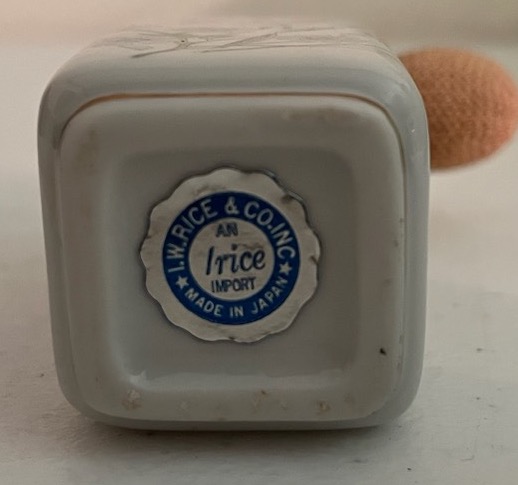 I.W. RICE & CO. INC
AN
Irice
IMPORT
★ MADE IN JAPAN ★